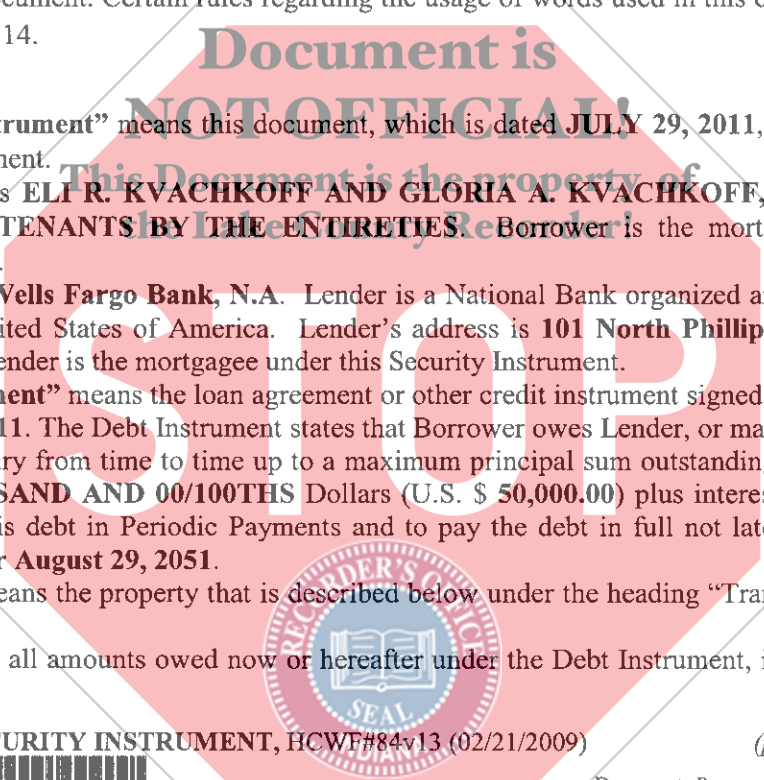 ocument. Certain rules regarding the usage of words used in this
14.
Document is
NOT OFFICIAL!
trument” means this document, which is dated JULY 29, 2011,
ment.
This Document is the property of
s ELI R. KVACHKOFF AND GLORIA A. KVACHKOFF,
the Lake County Recorder!
TENANTS BY THE ENTIRETIES. Borrower is the mort
Wells Fargo Bank, N.A. Lender is a National Bank organized a
ited States of America. Lender's address is 101 North Phillip
ender is the mortgagee under this Security Instrument.
STOP
ment” means the loan agreement or other credit instrument signed
11. The Debt Instrument states that Borrower owes Lender, or ma
ry from time to time up to a maximum principal sum outstandin
SAND AND 00/100THS Dollars (U.S. $ 50,000.00) plus interes
is debt in Periodic Payments and to pay the debt in full not late
r August 29, 2051.
eans the property that is described below under the heading “Tran
all amounts owed now or hereafter under the Debt Instrument, i
RECORDER'S OFFICE
SEAL
INDIANA
URITY INSTRUMENT, HCWF#84v13 (02/21/2009)